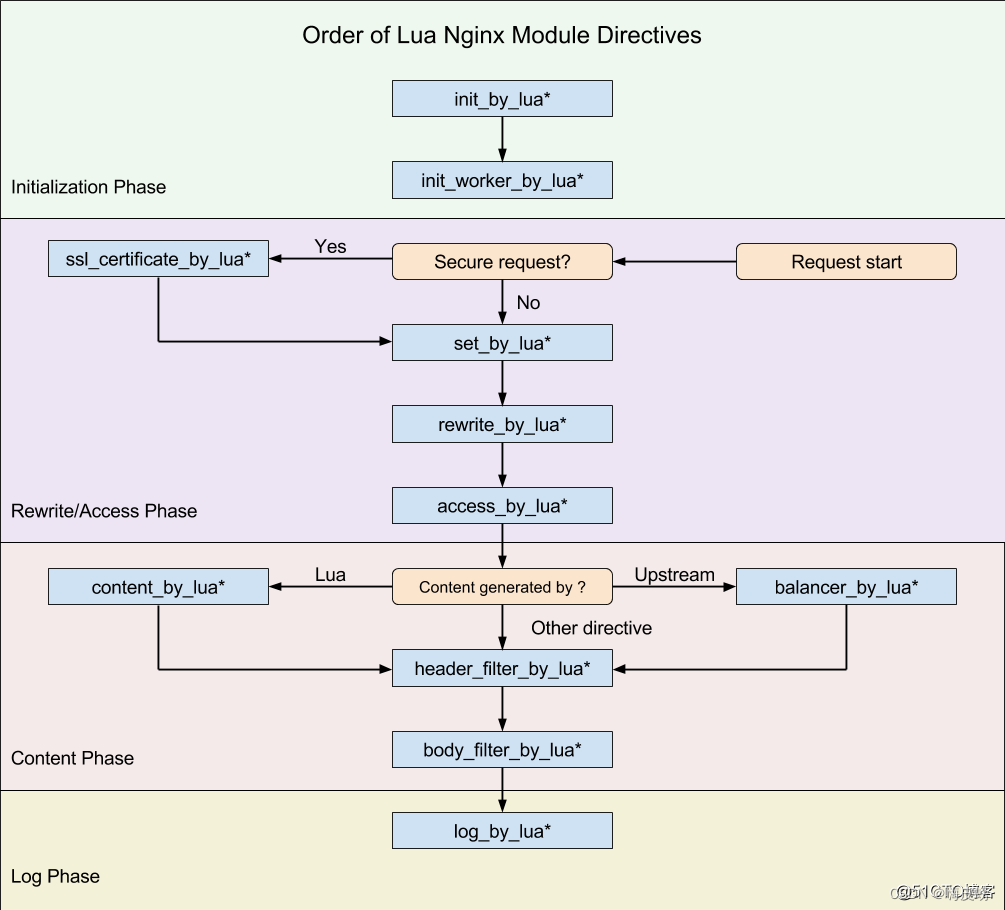 Order of Lua Nginx Module Directives
init_by_lua*
init_worker_by_lua*
Initialization Phase
ssl_certificate_by_lua*
Yes
Secure request?
Request start
No
set_by_lua*
rewrite_by_lua*
access_by_lua*
Rewrite/Access Phase
content_by_lua*
Lua
Content generated by ?
Upstream
balancer_by_lua*
Other directive
header_filter_by_lua*
body_filter_by_lua*
Content Phase
log_by_lua*
Log Phase
@51CTO博客